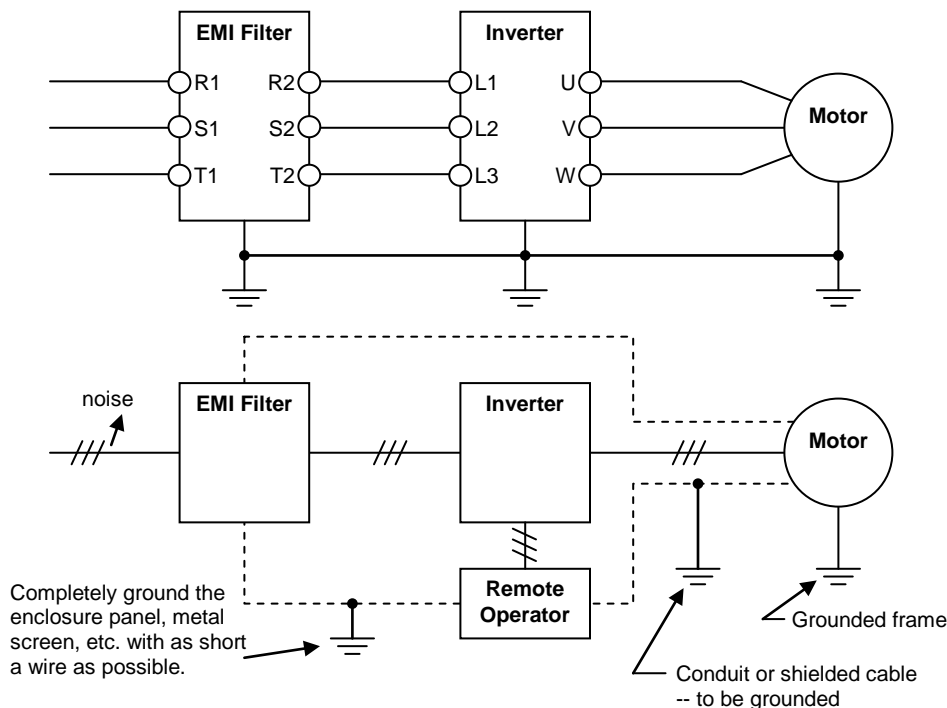 EMI Filter
Inverter
R1
R2
L1
U
S1
S2
L2
V
Motor
T1
T2
L3
W
noise
EMI Filter
Inverter
Motor
Completely ground the
enclosure panel, metal
screen, etc. with as short
a wire as possible.
Remote
Operator
Grounded frame
Conduit or shielded cable
-- to be grounded